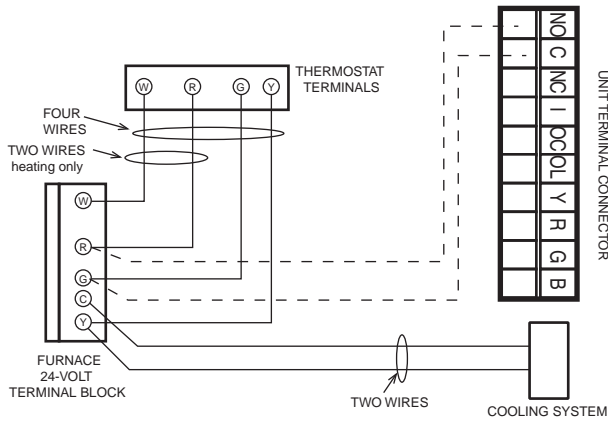 THERMOSTAT
TERMINALS
W
R
G
Y
FOUR
WIRES
TWO WIRES
heating only
W
R
G
C
Y
FURNACE
24-VOLT
TERMINAL BLOCK
TWO WIRES
COOLING SYSTEM
NO
C
NC
I
OC
OL
Y
R
G
B
UNIT TERMINAL CONNECTOR